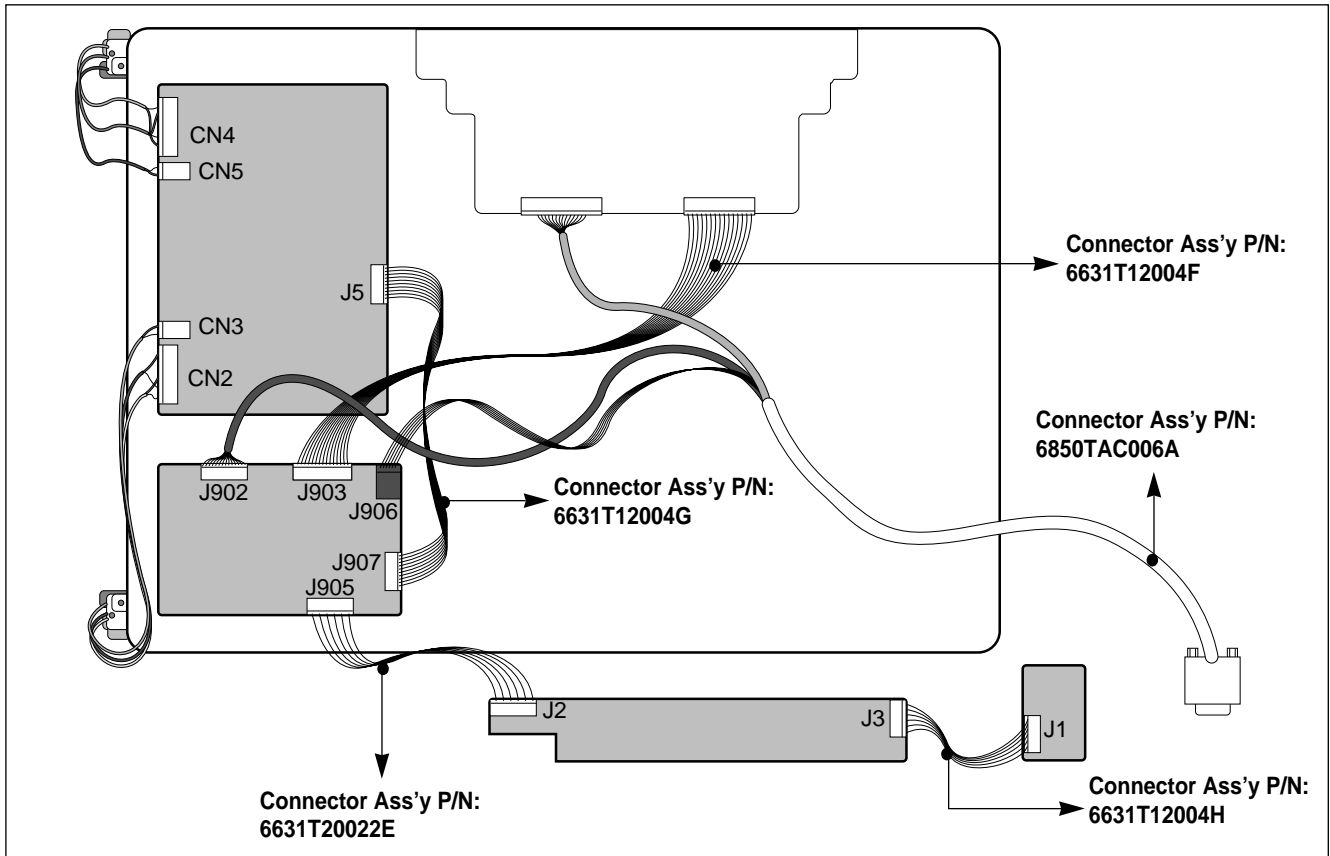 CN4
CN5
Connector Ass'y P/N:
6631T12004F
J5
CN3
CN2
Connector Ass'y P/N:
6850TAC006A
J902
J903
J906
Connector Ass'y P/N:
6631T12004G
J907
J905
J2
J3
J1
Connector Ass'y P/N:
6631T20022E
Connector Ass'y P/N:
6631T12004H